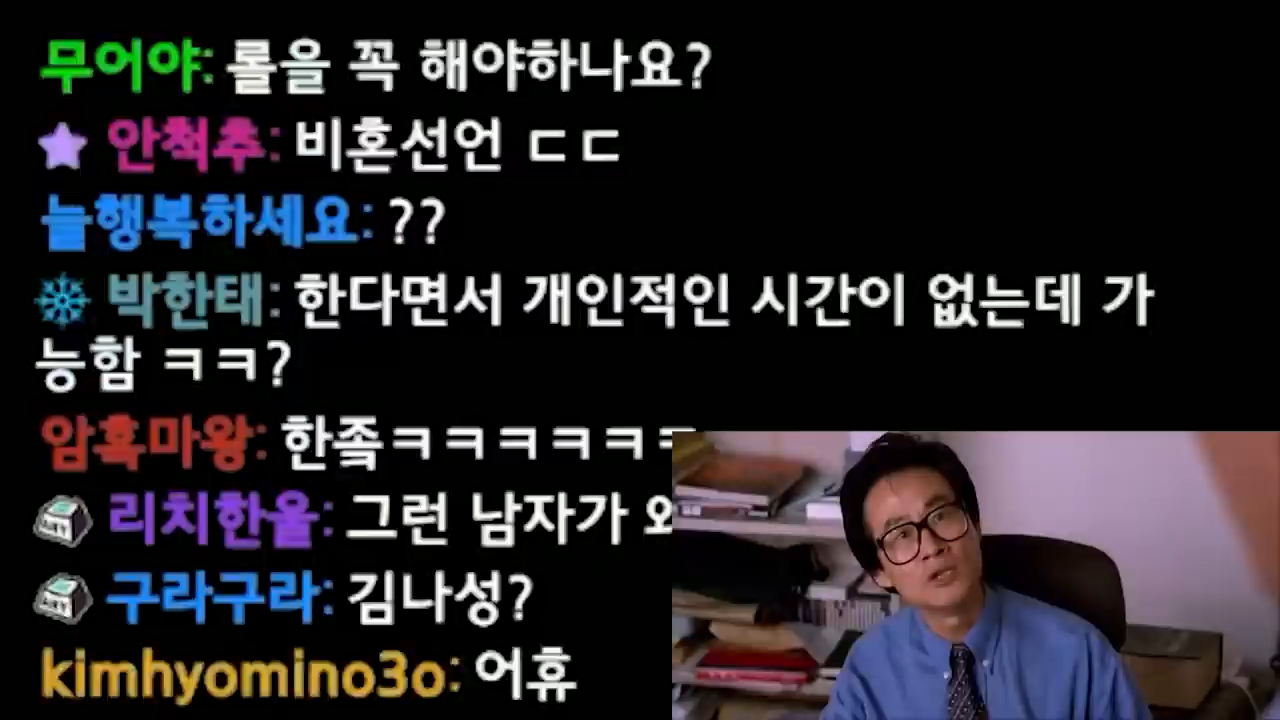 무어야: 롤을 꼭 해야하나요?
안척추: 비혼선언 ㄷㄷ
늘행복하세요: ??
박한태: 한다면서 개인적인 시간이 없는데 가
능함 ㅋㅋ?
암흑마왕: 한좈ㅋㅋㅋㅋㅋㅋ
리치한울: 그런 남자가
구라구라: 김나성?
kimhyomino3o: 어휴